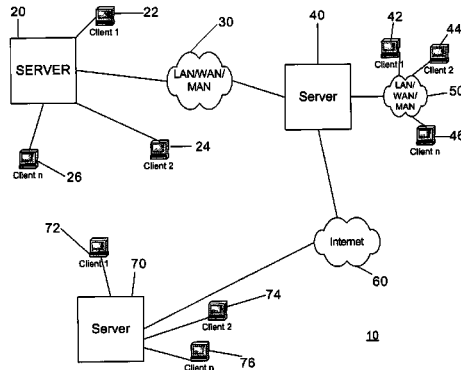 20
22
30
40
42
44
Client 1
Client 1
Client 2
SERVER
LAN/WAN/
MAN
Server
LAN/
WAN/
MAN
50
24
26
Client 2
Client n
46
Client n
72
70
Client 1
Internet
60
Server
74
Client 2
Client n
76
10